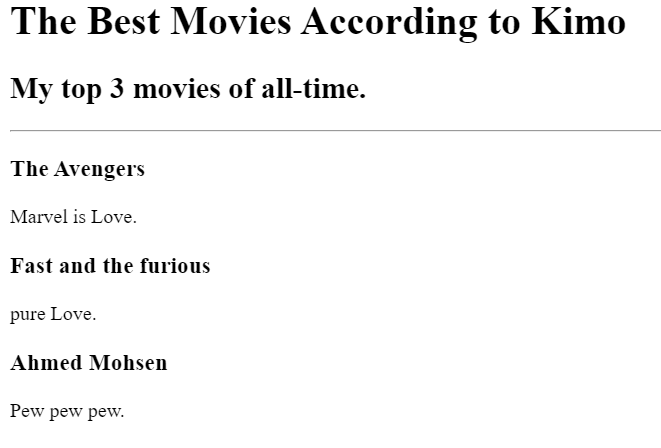 The Best Movies According to Kimo
My top 3 movies of all-time.
The Avengers
Marvel is Love.
Fast and the furious
pure Love.
Ahmed Mohsen
Pew pew pew.